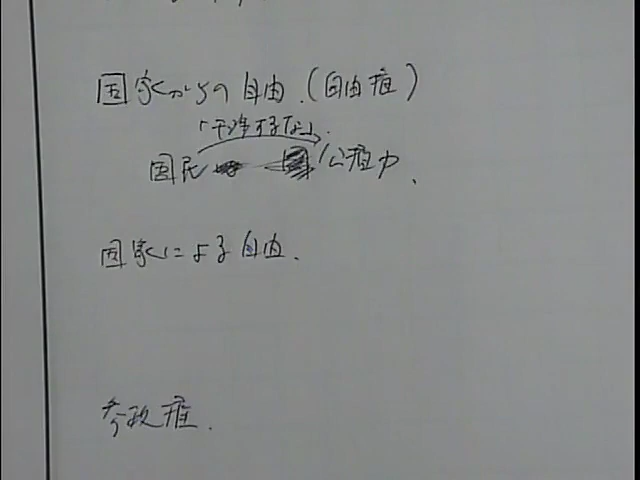 国家からの自由.(自由権)
「干渉するな」.
国民 公権力.
国家による自由.
参政権.